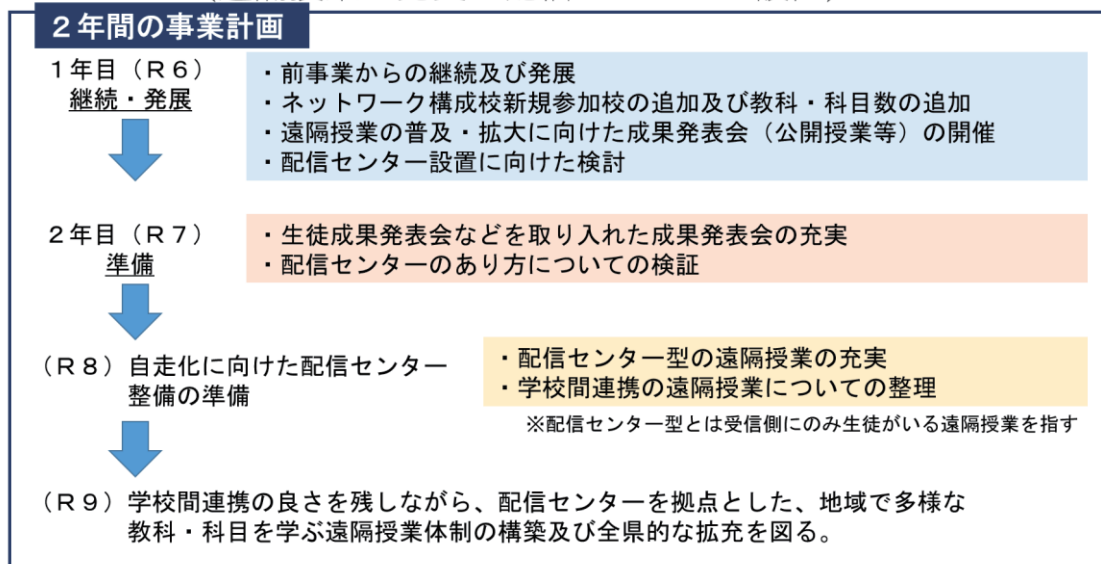 ２年間の事業計画
１年目（Ｒ６）
継続・発展
・前事業からの継続及び発展
・ネットワーク構成校新規参加校の追加及び教科・科目数の追加
・遠隔授業の普及・拡大に向けた成果発表会（公開授業等）の開催
・配信センター設置に向けた検討
２年目（Ｒ７）
準備
・生徒成果発表会などを取り入れた成果発表会の充実
・配信センターのあり方についての検証
（Ｒ８）自走化に向けた配信センター
整備の準備
・配信センター型の遠隔授業の充実
・学校間連携の遠隔授業についての整理
※配信センター型とは受信側にのみ生徒がいる遠隔授業を指す
（Ｒ９）学校間連携の良さを残しながら、配信センターを拠点とした、地域で多様な
教科・科目を学ぶ遠隔授業体制の構築及び全県的な拡充を図る。